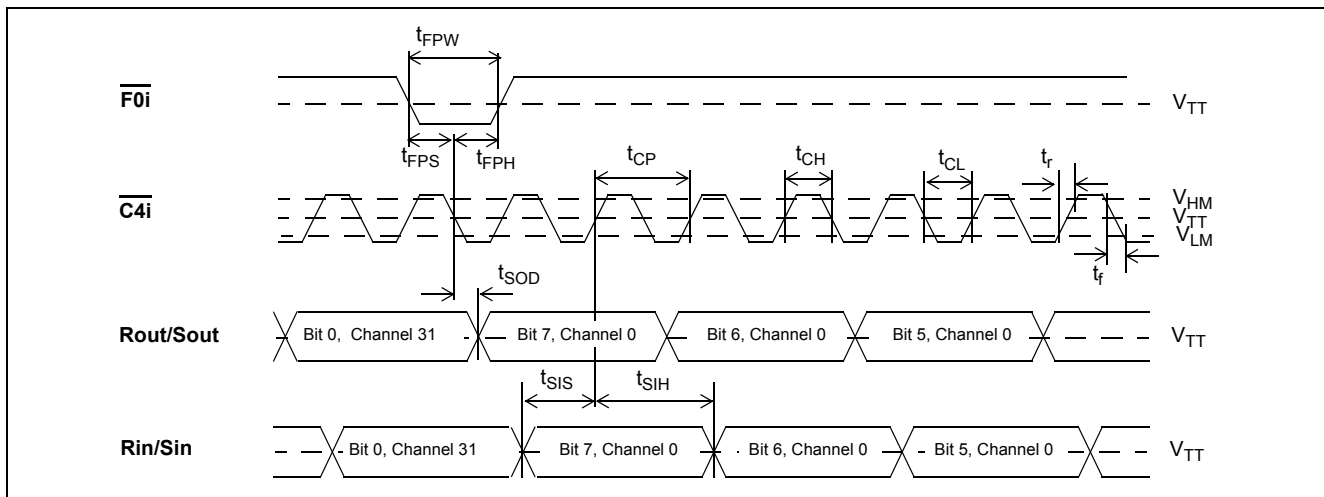 tFPW
F0i
VTT
tFPS tFPH
tCP tCH tCL tr
C4i
VHM
VTT
VLM
tf
tSOD
Rout/Sout Bit 0, Channel 31 Bit 7, Channel 0 Bit 6, Channel 0 Bit 5, Channel 0 VTT
tSIS tSIH
Rin/Sin Bit 0, Channel 31 Bit 7, Channel 0 Bit 6, Channel 0 Bit 5, Channel 0 VTT